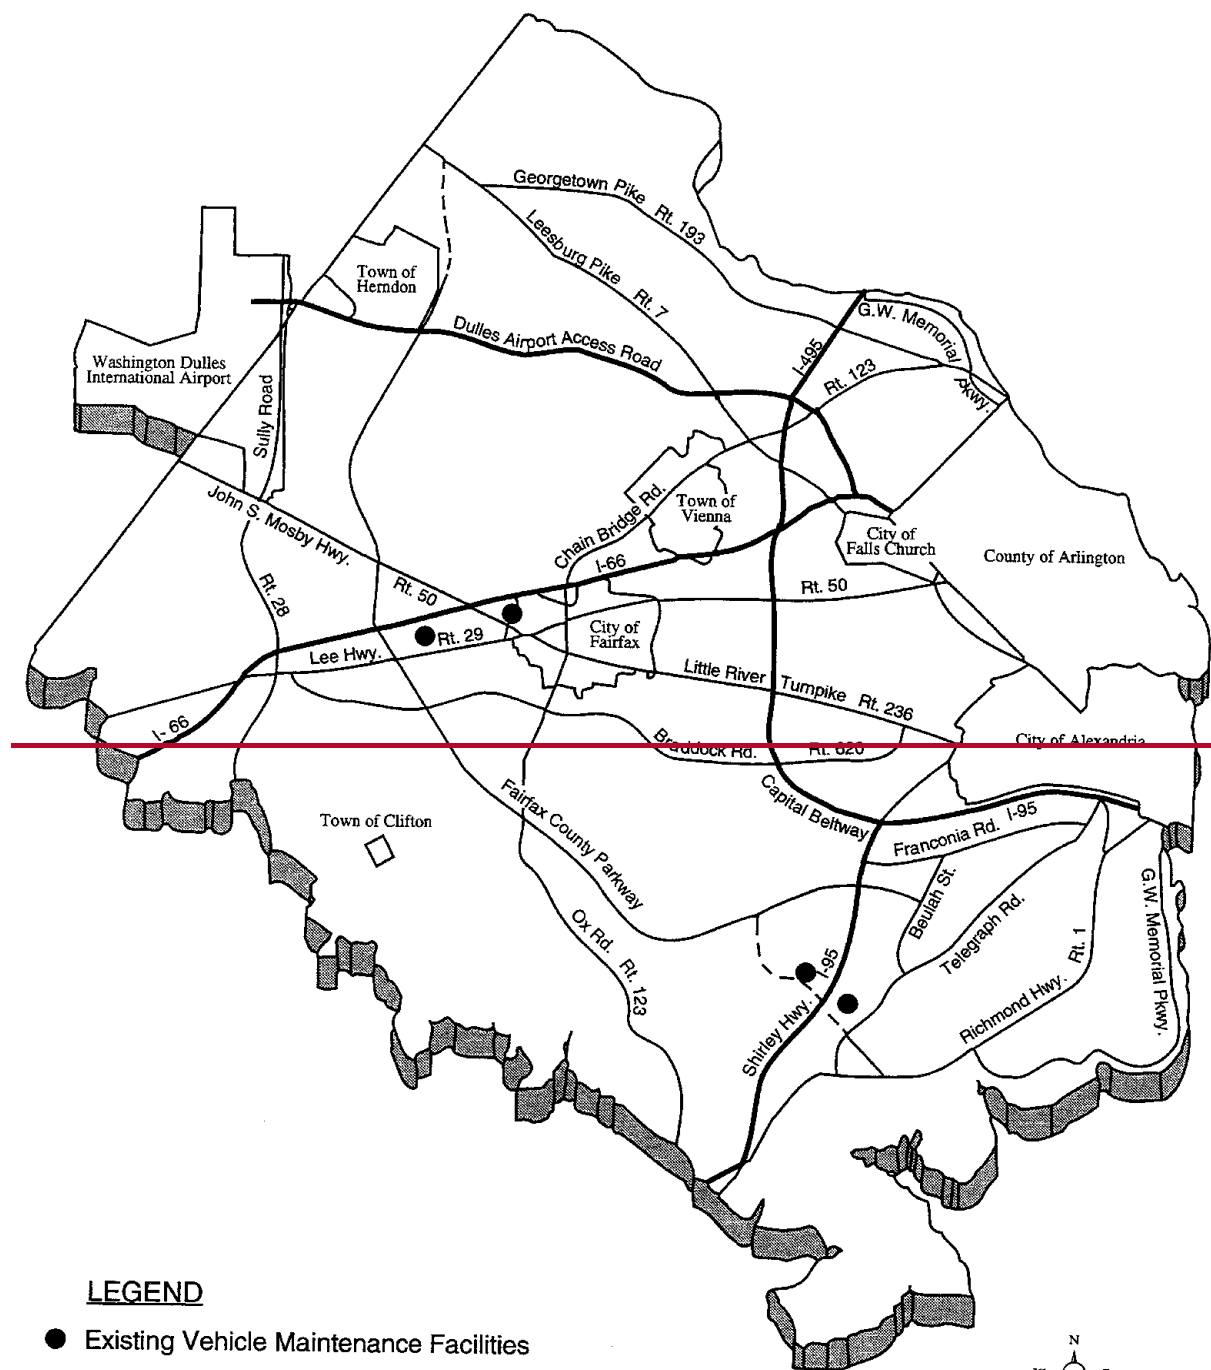 Georgetown Pike Rt. 193
Leesburg Pike Rt. 7
Town of
Herndon
G.W. Memorial Pkwy.
Dulles Airport Access Road
I-495
Washington Dulles
International Airport
Rt. 123
Sully Road
John S. Mosby Hwy. Rt. 50
Chain Bridge Rd.
Town of
Vienna
City of
Falls Church
County of Arlington
I-66
Rt. 28
Rt. 50
Rt. 29
City of
Fairfax
Lee Hwy.
Little River Turnpike Rt. 236
I-66
Braddock Rd. Rt. 620
City of Alexandria
Capital Beltway
Fairfax County Parkway
Town of Clifton
Franconia Rd. I-95
Beulah St.
Telegraph Rd.
G.W. Memorial Pkwy.
Ox Rd. Rt. 123
I-95
Rt. 1
Shirley Hwy.
Richmond Hwy.
LEGEND
Existing Vehicle Maintenance Facilities
N